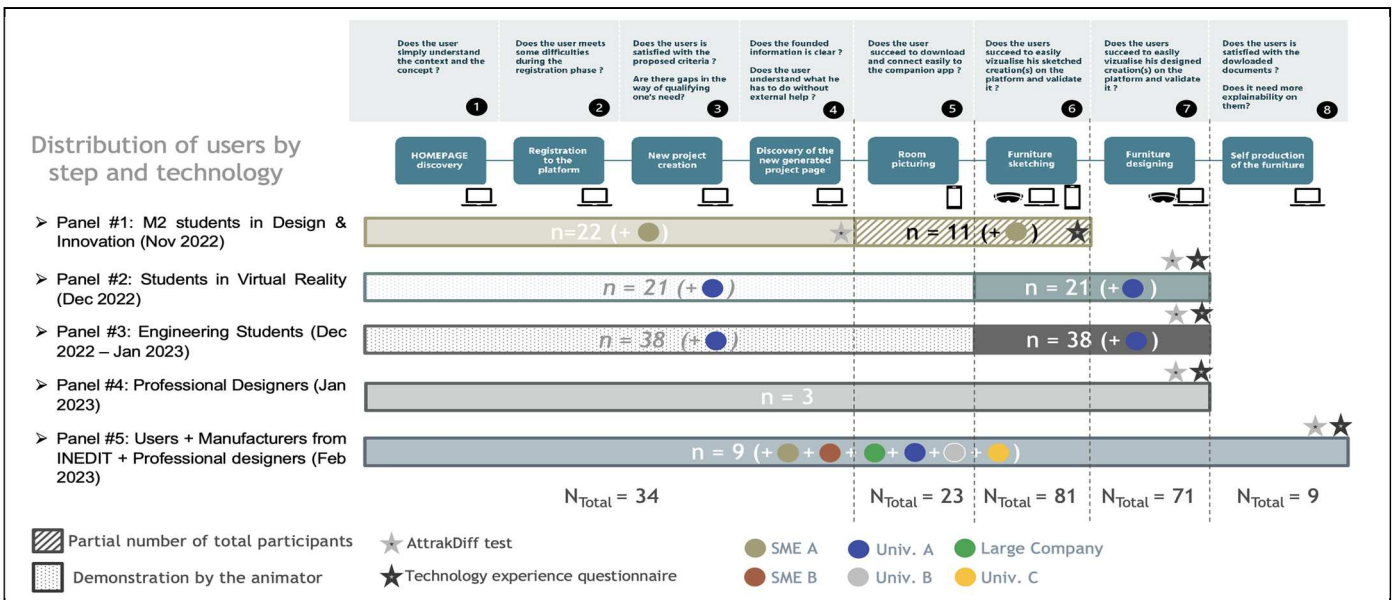 Does the user
simply understand
the context and the
concept ?
1
Does the user meets
some difficulties
during the
registration phase ?
2
Does the users is
satisfied with the
proposed criteria ?
Are there gaps in the
way of qualifying
one's need?
3
Does the founded
information is clear ?
Does the user
understand what he
has to do without
external help ?
4
Does the user
succeed to download
and connect easily to
the companion app ?
5
Does the users
succeed to easily
vizualise his sketched
creation(s) on the
platform and validate
it ?
6
Does the users
succeed to easily
vizualise his designed
creation(s) on the
platform and validate
it ?
7
Does the users is
satisfied with the
dowloaded
documents ?
Does it need more
explainability on
them?
8
Distribution of users by
step and technology
HOMEPAGE
discovery
Registration
to the
platform
New project
creation
Discovery of the
new generated
project page
Room
picturing
Furniture
sketching
Furniture
designing
Self production
of the furniture
➢ Panel #1: M2 students in Design &
Innovation (Nov 2022)
n=22 (+ )
n = 11 (+ )
➢ Panel #2: Students in Virtual Reality
(Dec 2022)
n = 21 (+ )
n = 21 (+ )
➢ Panel #3: Engineering Students (Dec
2022 – Jan 2023)
n = 38 (+ )
n = 38 (+ )
➢ Panel #4: Professional Designers (Jan
2023)
n = 3
➢ Panel #5: Users + Manufacturers from
INEDIT + Professional designers (Feb
2023)
n = 9 (+ + + + + + )
NTotal = 34
NTotal = 23
NTotal = 81
NTotal = 71
NTotal = 9
Partial number of total participants
Demonstration by the animator
AttrakDiff test
Technology experience questionnaire
SME A
Univ. A
Large Company
SME B
Univ. B
Univ. C